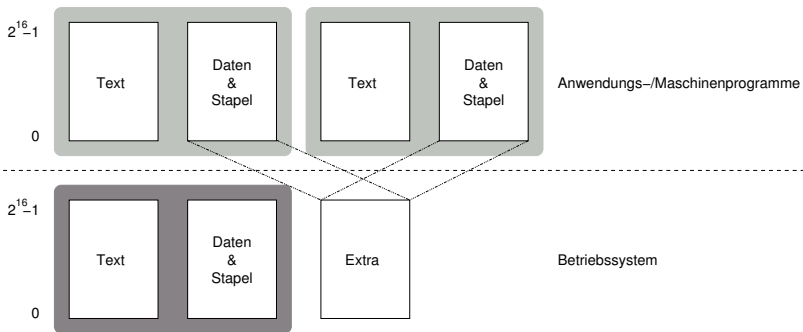 2^16–1
Text
Daten
&
Stapel
Text
Daten
&
Stapel
Anwendungs–/Maschinenprogramme
0
2^16–1
Text
Daten
&
Stapel
Extra
Betriebssystem
0